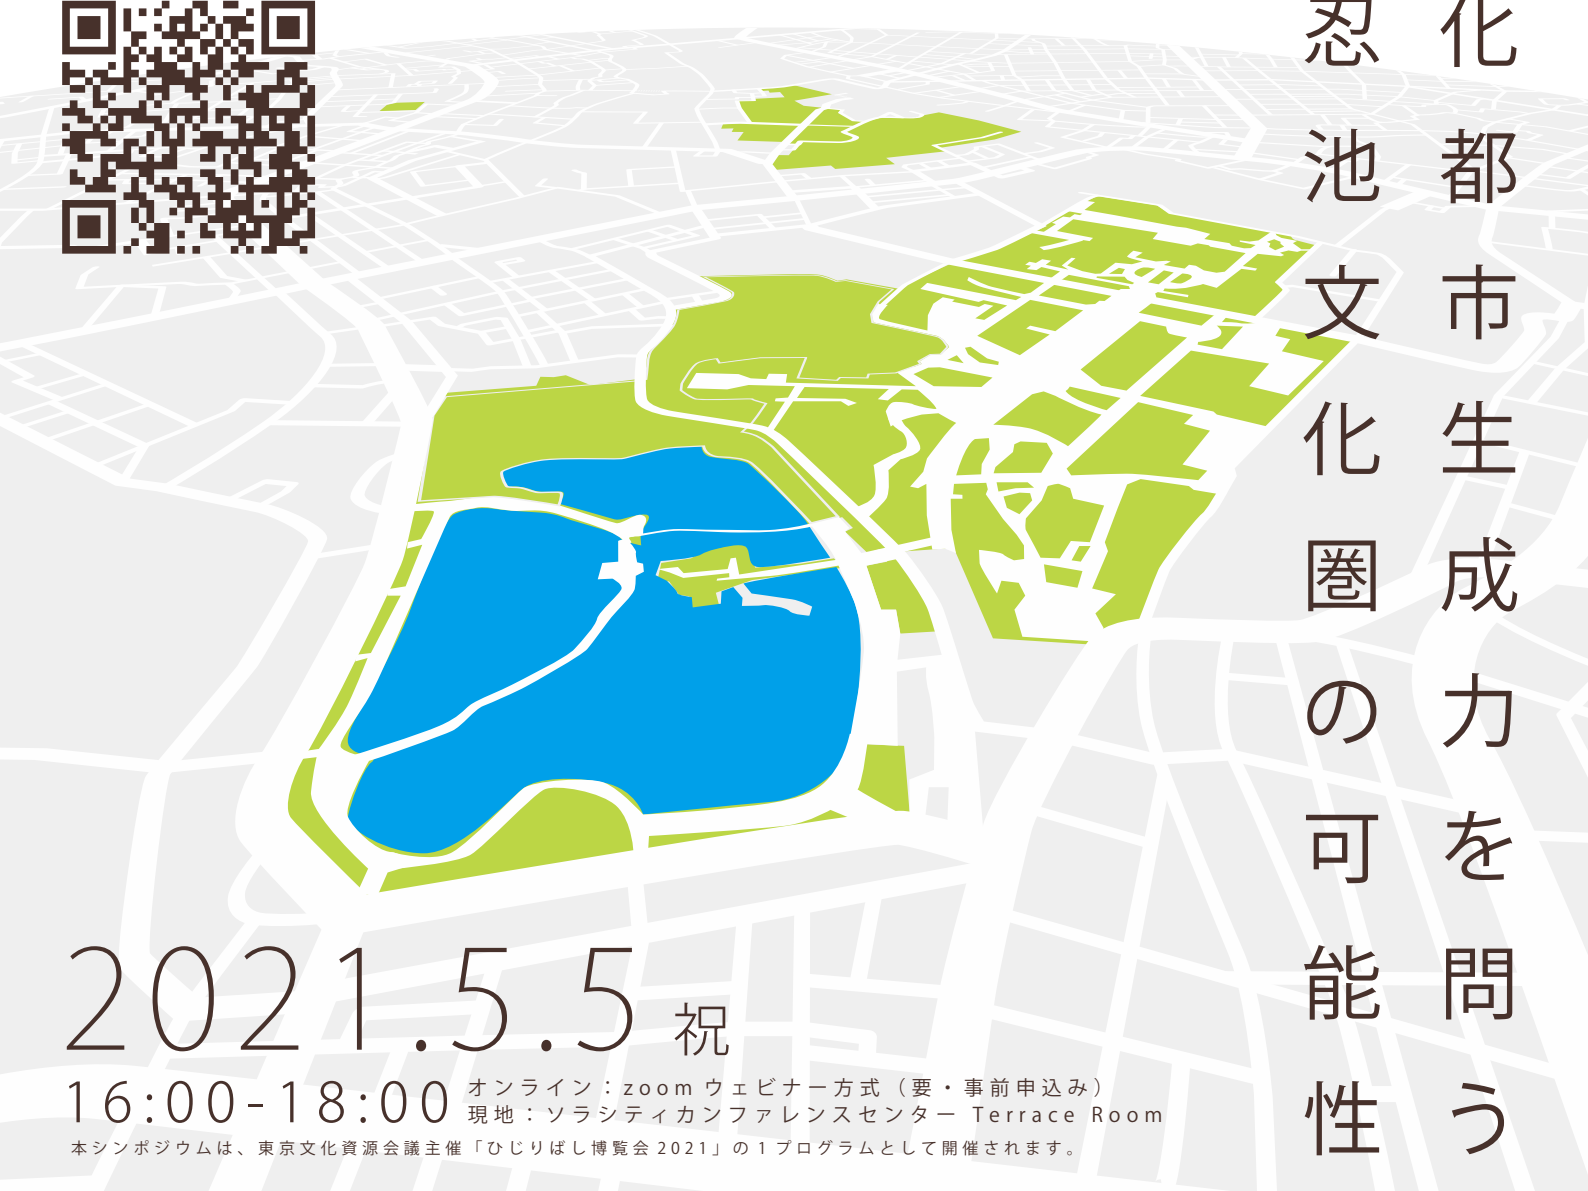 化都市生成力を問う
忍池文化圏の可能性
2021.5.5 祝
16:00-18:00
オンライン：zoom ウェビナー方式（要・事前申込み）
現地：ソラシティカンファレンスセンター Terrace Room
本シンポジウムは、東京文化資源会議主催「ひじりばし博覧会 2021」の 1 プログラムとして開催されます。